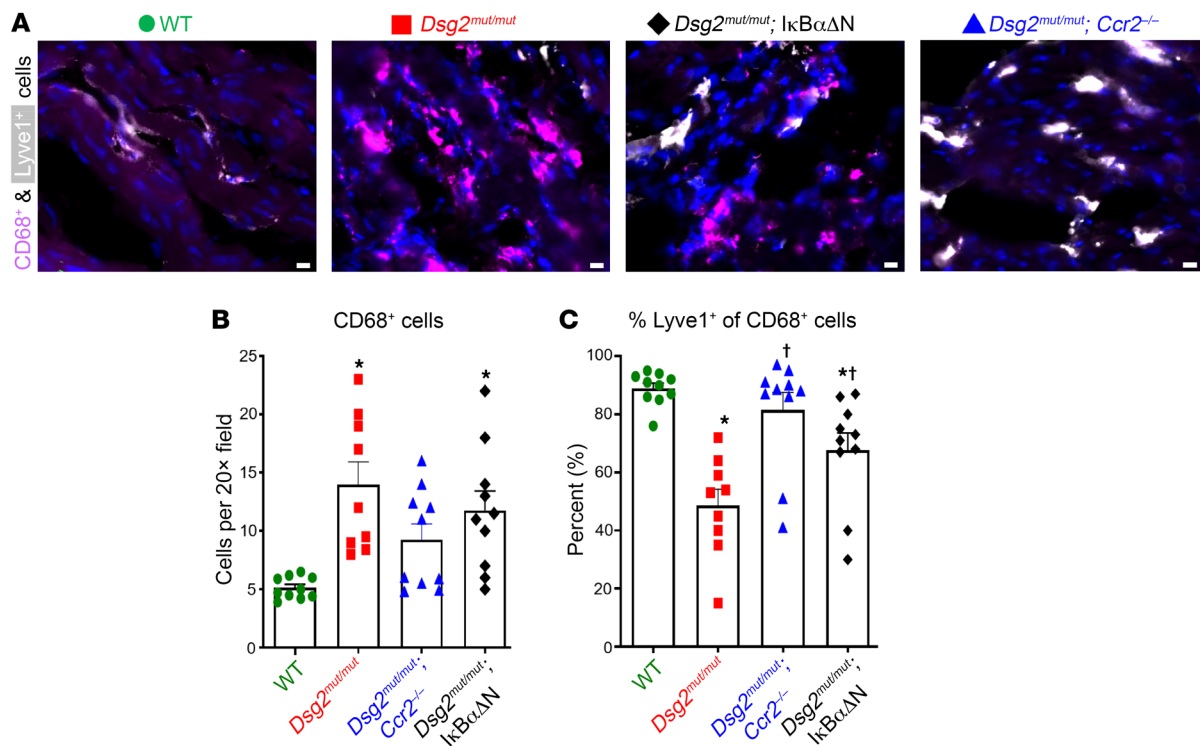 A
WT
Dsg2mut/mut
Dsg2mut/mut; IκBαΔN
Dsg2mut/mut; Ccr2–/–
CD68+ & Lyve1+ cells
B
CD68+ cells
Cells per 20× field
25
20
15
10
5
0
*
*
WT
Dsg2mut/mut
Dsg2mut/mut;
Ccr2–/–
Dsg2mut/mut;
IκBαΔN
C
% Lyve1+ of CD68+ cells
Percent (%)
100
80
60
40
20
0
*
†
*†
WT
Dsg2mut/mut
Dsg2mut/mut;
Ccr2–/–
Dsg2mut/mut;
IκBαΔN